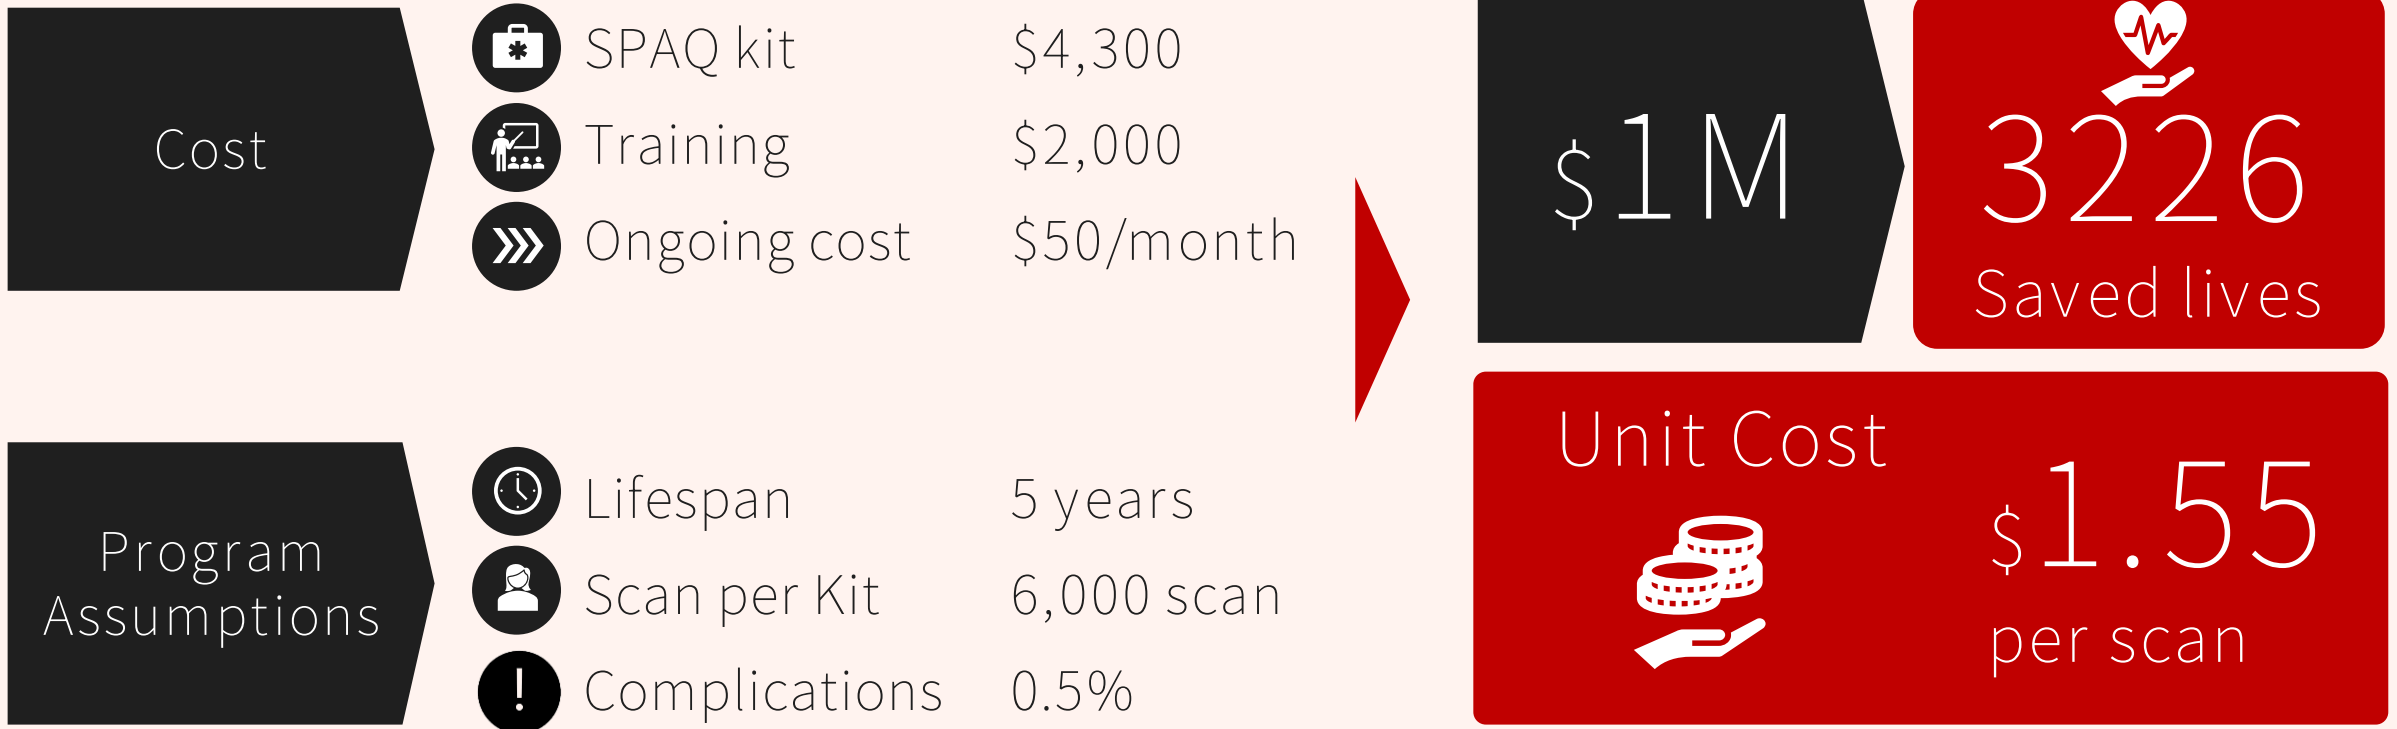 Cost
SPAQ kit $4,300
Training $2,000
Ongoing cost $50/month
Program
Assumptions
Lifespan 5 years
Scan per Kit 6,000 scan
! Complications 0.5%
$1M
3226
Saved lives
Unit Cost
$1.55
per scan